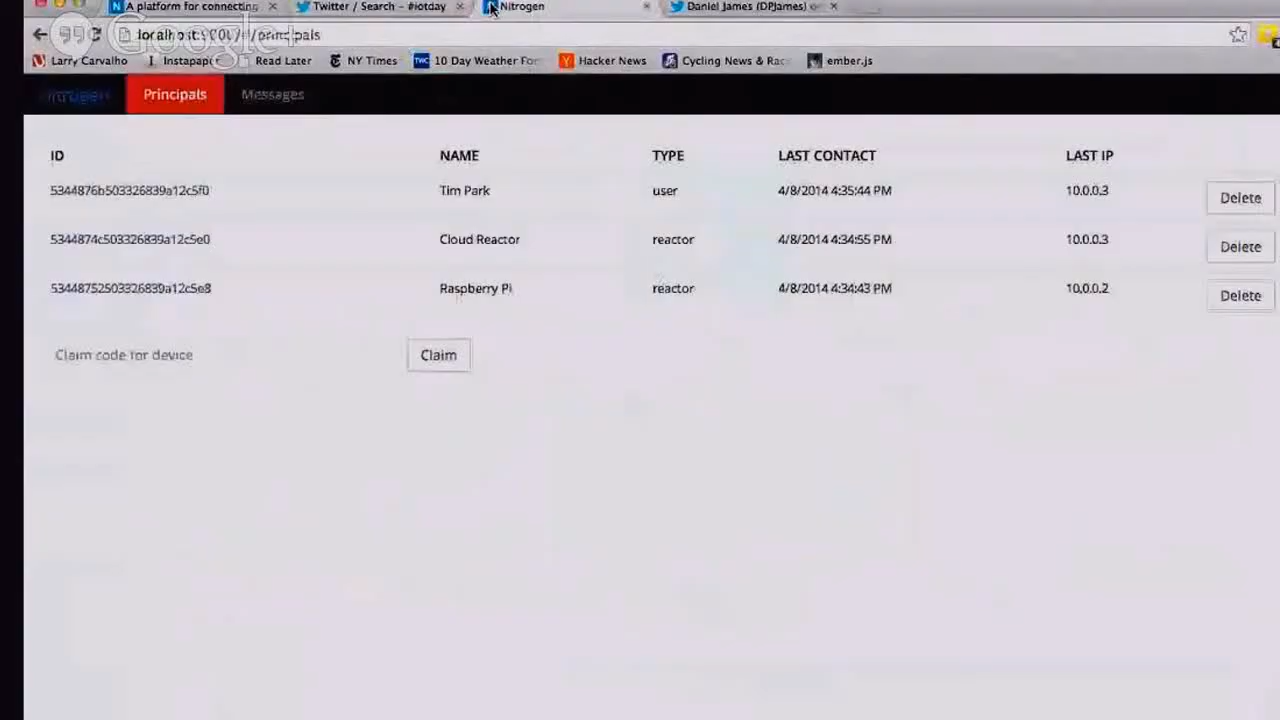 A platform for connecting Twitter / Search - #iotday Nitrogen Daniel James (DPJames)
Google+
Larry Carvalho Instapaper Read Later NY Times 10 Day Weather For Hacker News Cycling News & Rac ember.js
nitrogen Principals Messages
ID NAME TYPE LAST CONTACT LAST IP
5344876b503326839a12c5f0 Tim Park user 4/8/2014 4:35:44 PM 10.0.0.3 Delete
5344874c503326839a12c5e0 Cloud Reactor reactor 4/8/2014 4:34:55 PM 10.0.0.3 Delete
53448752503326839a12c5e8 Raspberry Pi reactor 4/8/2014 4:34:43 PM 10.0.0.2 Delete
Claim code for device Claim